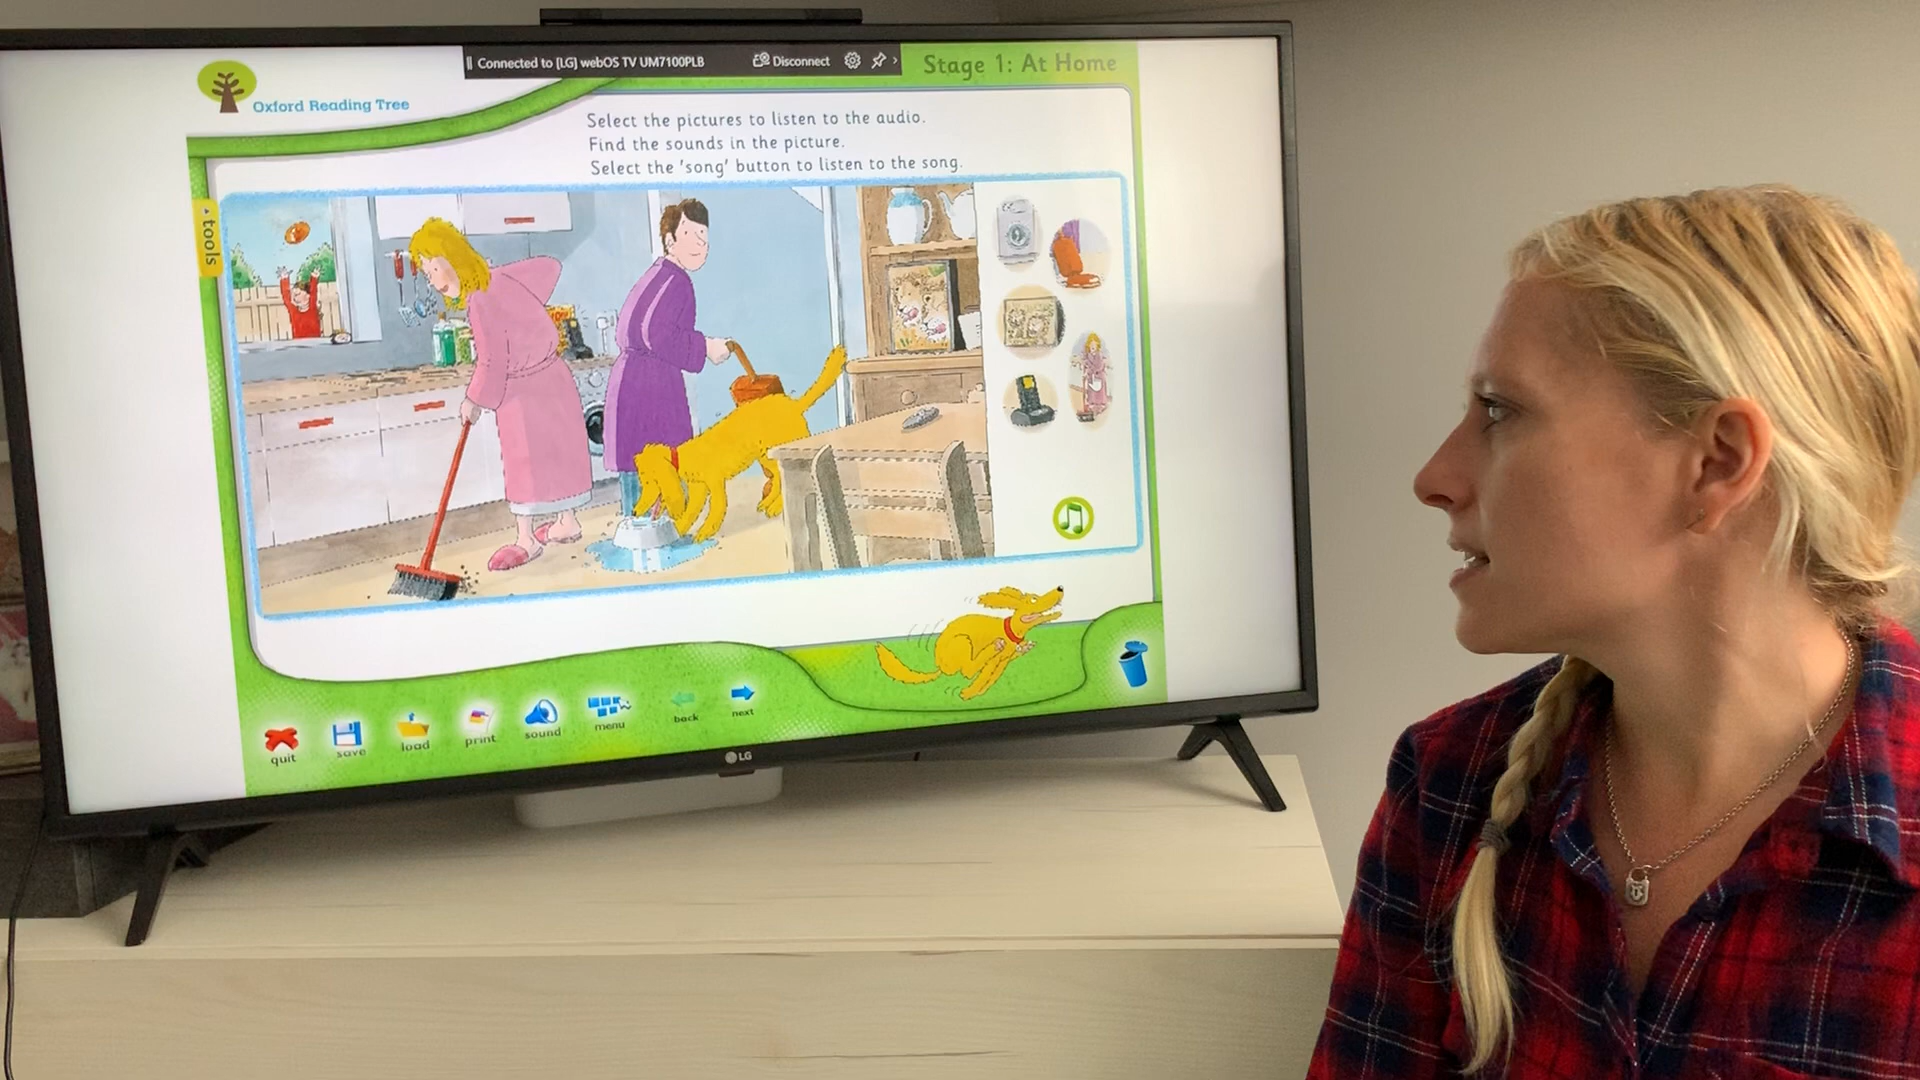 Connected to [LG] webOS TV UM7100PLB
Disconnect
Stage 1: At Home
Oxford Reading Tree
Select the pictures to listen to the audio.
Find the sounds in the picture.
Select the 'song' button to listen to the song.
tools
quit
save
load
print
sound
menu
back
next
LG